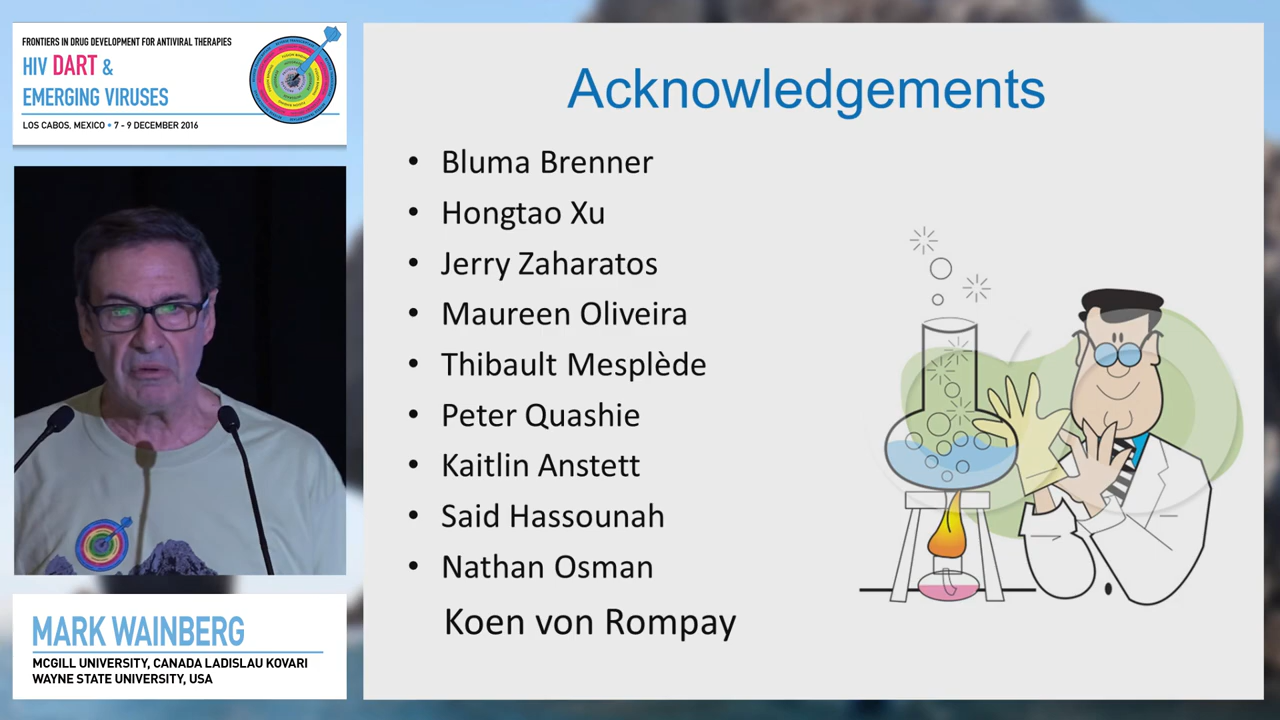 FRONTIERS IN DRUG DEVELOPMENT FOR ANTIVIRAL THERAPIES
HIV DART &
EMERGING VIRUSES
LOS CABOS, MEXICO • 7 - 9 DECEMBER 2016
MARK WAINBERG
MCGILL UNIVERSITY, CANADA LADISLAU KOVARI
WAYNE STATE UNIVERSITY, USA
Acknowledgements
• Bluma Brenner
• Hongtao Xu
• Jerry Zaharatos
• Maureen Oliveira
• Thibault Mesplède
• Peter Quashie
• Kaitlin Anstett
• Said Hassounah
• Nathan Osman
Koen von Rompay